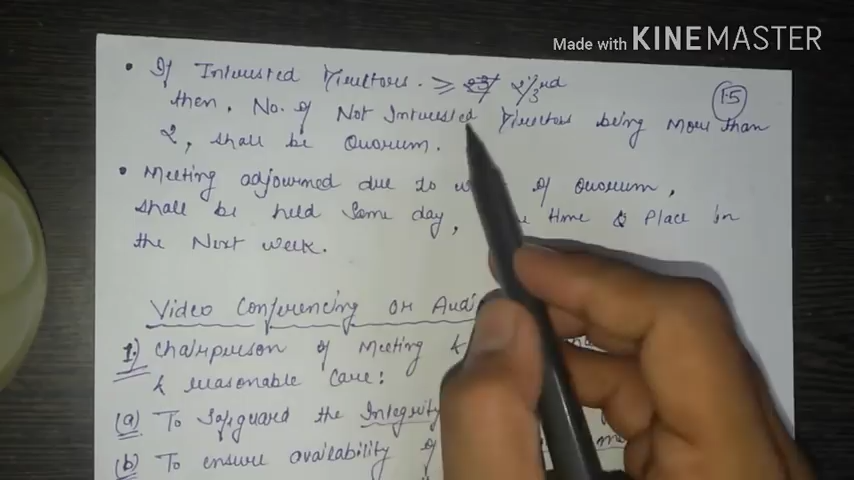 Made with KINEMASTER
• If Interested Directors. ≥ 2/3rd
15
then, No. of Not Interested Directors being More than
2, shall be Quorum.
• Meeting adjourned due to of Quorum,
shall be held Same day, time & Place in
the Next week.
Video Conferencing or Audi
1.) Chairperson of Meeting &
& reasonable Care:
(a) To Safeguard the Integrity
(b) To ensure availability of